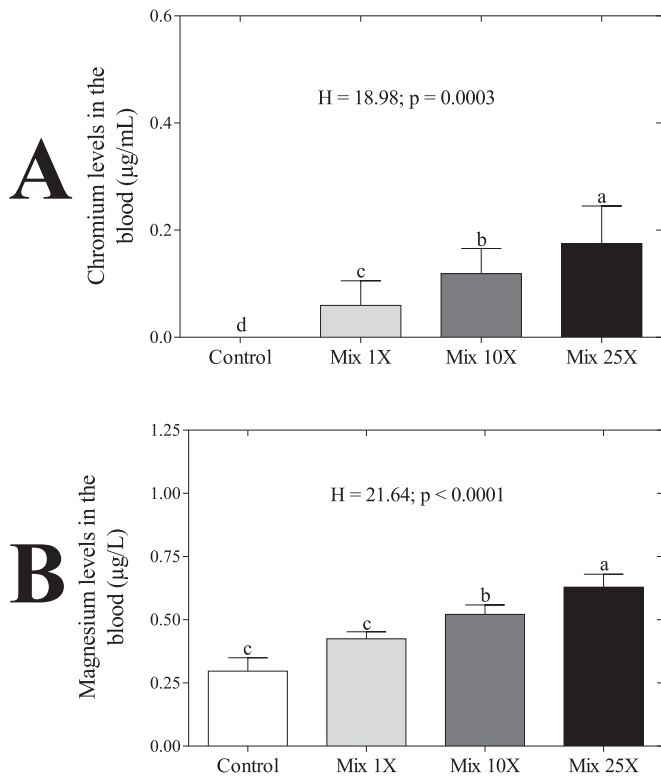 A
Chromium levels in the
blood (µg/mL)
0.6
0.4
0.2
0.0
H = 18.98; p = 0.0003
d
c
b
a
Control
Mix 1X
Mix 10X
Mix 25X
B
Magnesium levels in the
blood (µg/L)
1.25
1.00
0.75
0.50
0.25
0.00
H = 21.64; p < 0.0001
c
c
b
a
Control
Mix 1X
Mix 10X
Mix 25X